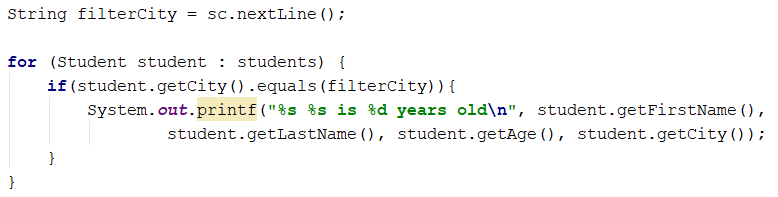 String filterCity = sc.nextLine();
for (Student student : students) {
if(student.getCity().equals(filterCity)){
System.out.printf("%s %s is %d years old\n", student.getFirstName(),
student.getLastName(), student.getAge(), student.getCity());
}
}